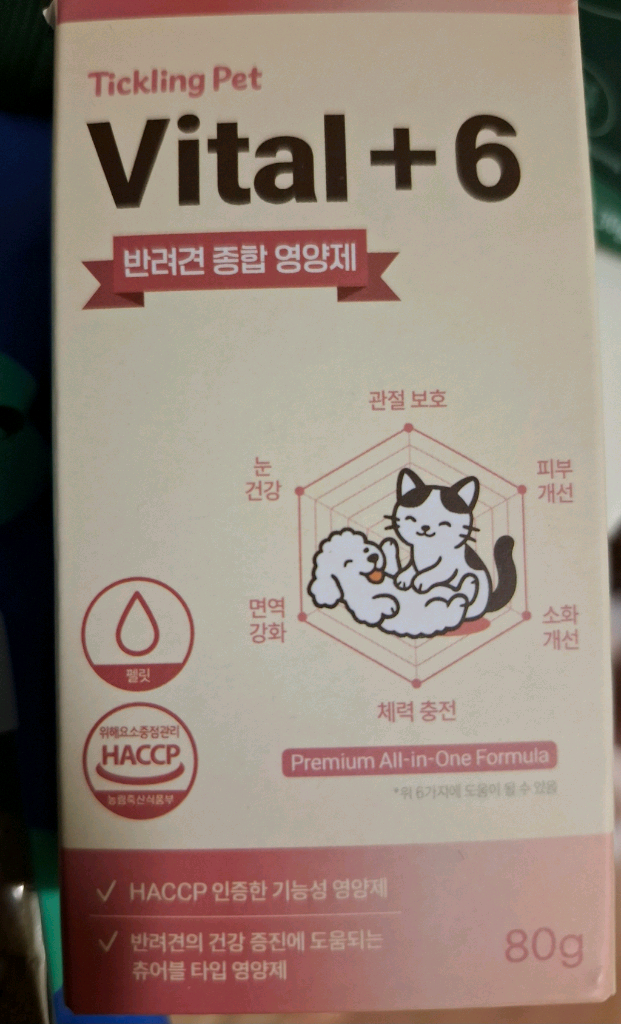 Tickling Pet
Vital+6
반려견 종합 영양제
관절 보호
눈
건강
피부
개선
면역
강화
소화
개선
체력 충전
펠릿
위해요소중점관리
HACCP
농림축산식품부
Premium All-in-One Formula
*위 6가지에 도움이 될 수 있음
HACCP 인증한 기능성 영양제
반려견의 건강 증진에 도움되는
츄어블 타입 영양제
80g